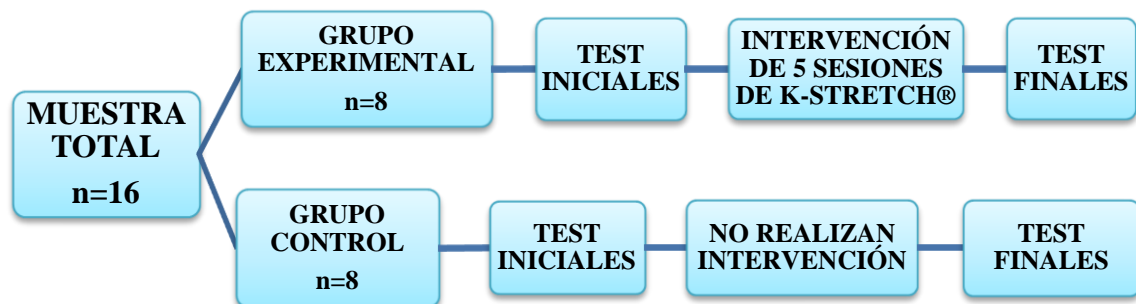 MUESTRA
TOTAL
n=16
GRUPO
EXPERIMENTAL
n=8
TEST
INICIALES
INTERVENCIÓN
DE 5 SESIONES
DE K-STRETCH®
TEST
FINALES
GRUPO
CONTROL
n=8
TEST
INICIALES
NO REALIZAN
INTERVENCIÓN
TEST
FINALES